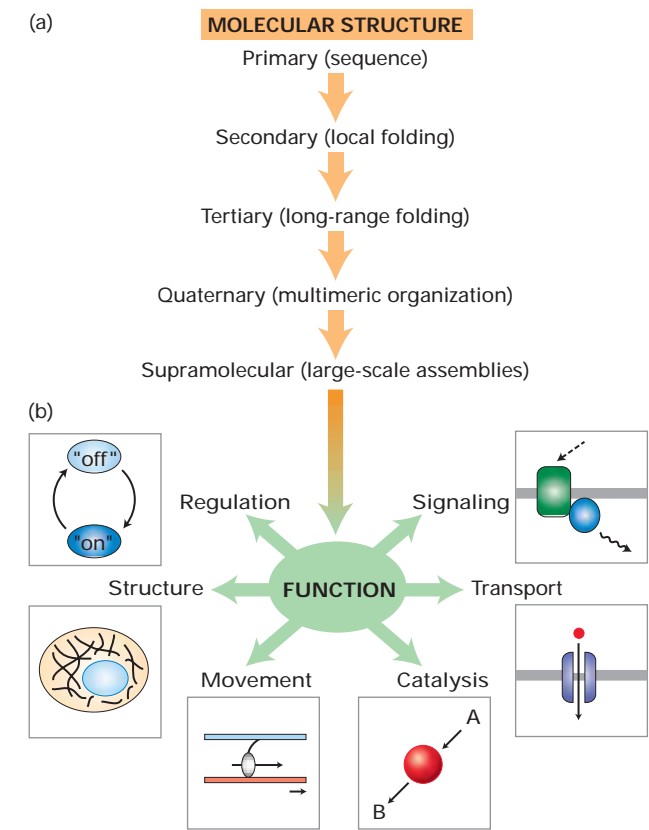 (a)
MOLECULAR STRUCTURE
Primary (sequence)
Secondary (local folding)
Tertiary (long-range folding)
Quaternary (multimeric organization)
Supramolecular (large-scale assemblies)
(b)
"off"
"on"
Regulation
Signaling
Structure
FUNCTION
Transport
Movement
Catalysis
A
B